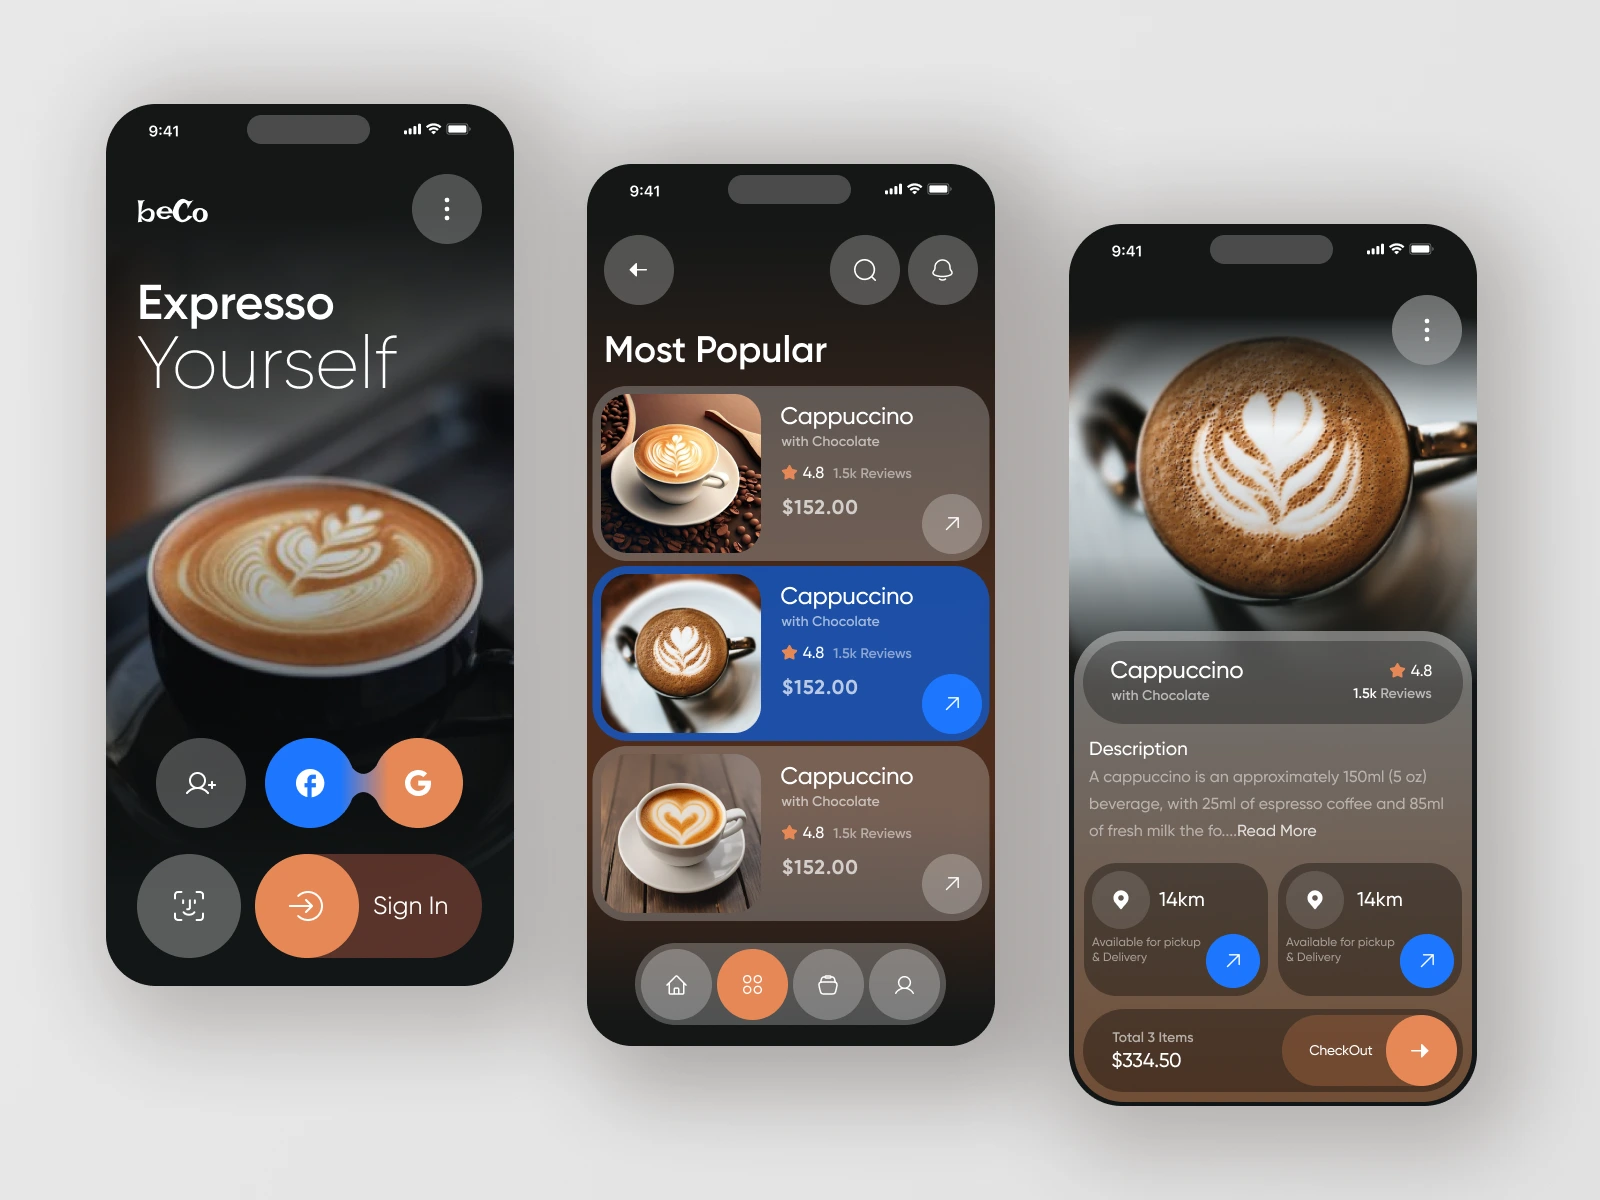 9:41
beCo
Expresso
Yourself
Sign In
9:41
Most Popular
Cappuccino
with Chocolate
4.8 1.5k Reviews
$152.00
Cappuccino
with Chocolate
4.8 1.5k Reviews
$152.00
Cappuccino
with Chocolate
4.8 1.5k Reviews
$152.00
9:41
Cappuccino
with Chocolate
4.8
1.5k Reviews
Description
A cappuccino is an approximately 150ml (5 oz)
beverage, with 25ml of espresso coffee and 85ml
of fresh milk the fo....Read More
14km
Available for pickup
& Delivery
14km
Available for pickup
& Delivery
Total 3 Items
$334.50
CheckOut